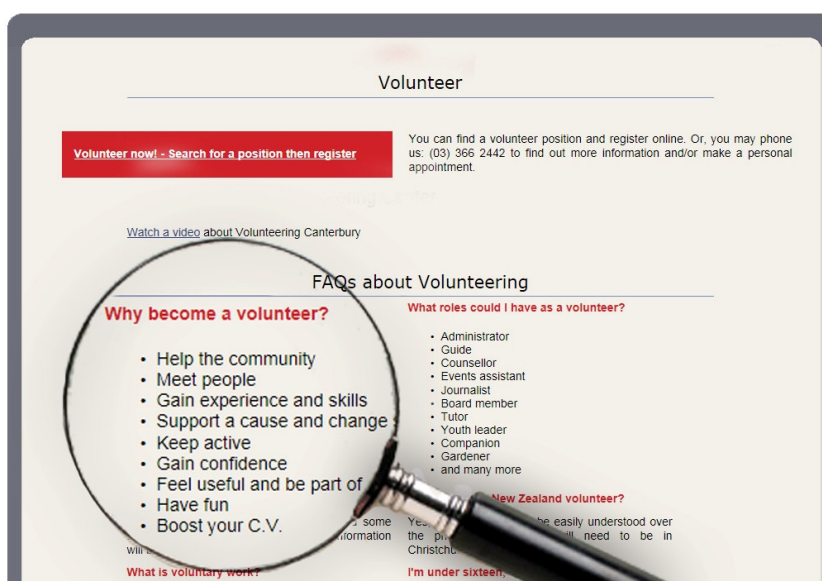 Volunteer
Volunteer now! - Search for a position then register
You can find a volunteer position and register online. Or, you may phone
us: (03) 366 2442 to find out more information and/or make a personal
appointment.
Watch a video about Volunteering Canterbury
FAQs about Volunteering
Why become a volunteer?
• Help the community
• Meet people
• Gain experience and skills
• Support a cause and change
• Keep active
• Gain confidence
• Feel useful and be part of
• Have fun
• Boost your C.V.
What roles could I have as a volunteer?
• Administrator
• Guide
• Counsellor
• Events assistant
• Journalist
• Board member
• Tutor
• Youth leader
• Companion
• Gardener
• and many more
New Zealand volunteer?
some
information
be easily understood over
the need to be in
What is voluntary work?
I'm under sixteen,